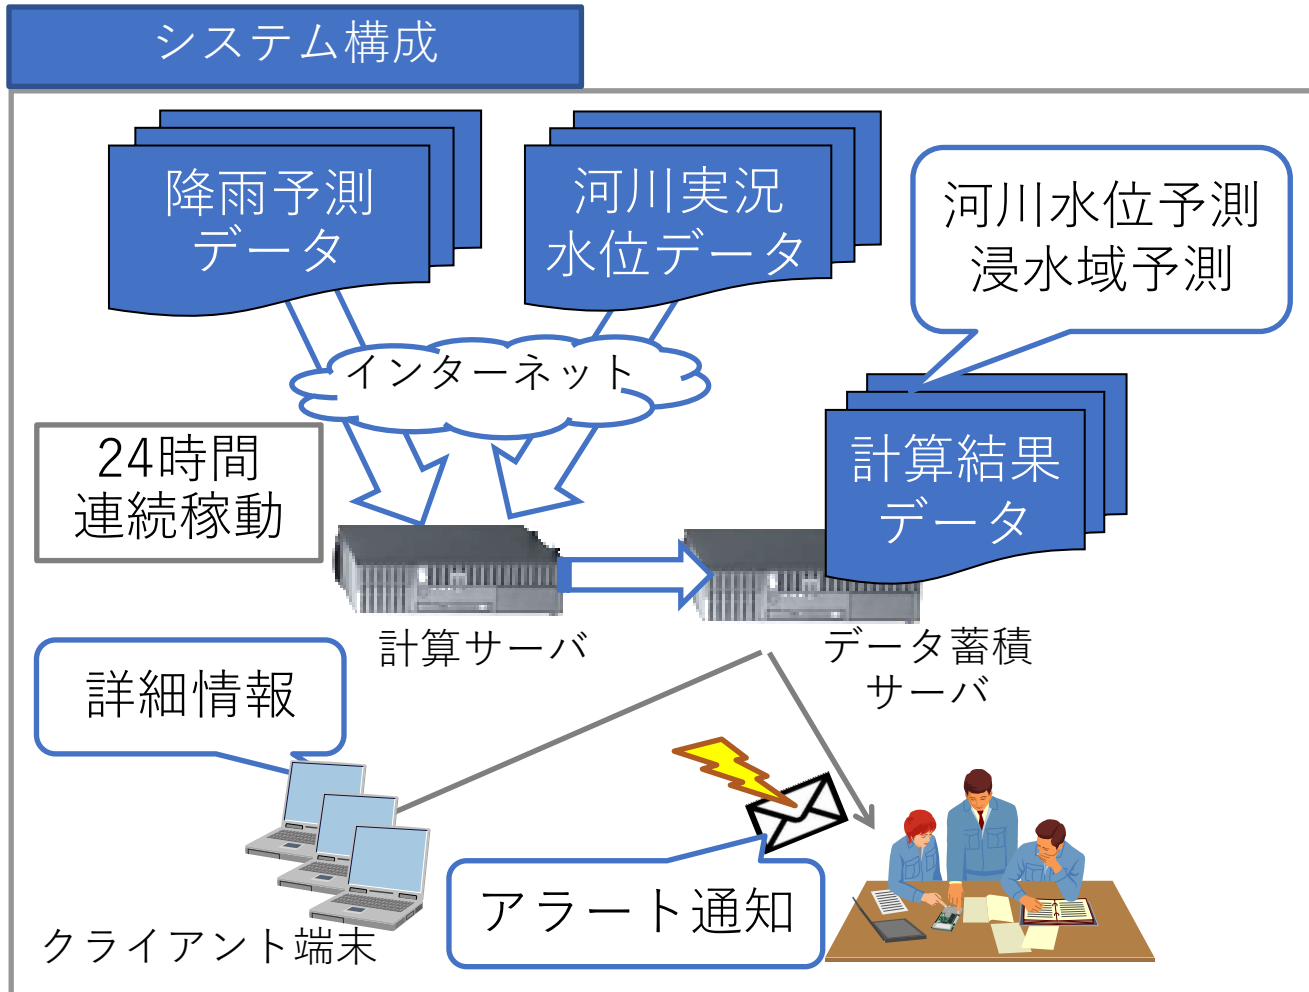 システム構成
降雨予測
データ
河川実況
水位データ
河川水位予測
浸水域予測
インターネット
24時間
連続稼動
計算結果
データ
計算サーバ
データ蓄積
サーバ
詳細情報
アラート通知
クライアント端末